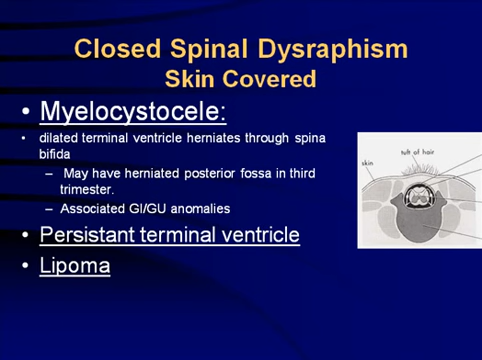 Closed Spinal Dysraphism
Skin Covered
• Myelocystocele:
• dilated terminal ventricle herniates through spina
bifida
– May have herniated posterior fossa in third
trimester.
– Associated GI/GU anomalies
• Persistant terminal ventricle
• Lipoma
tuft of hair
skin